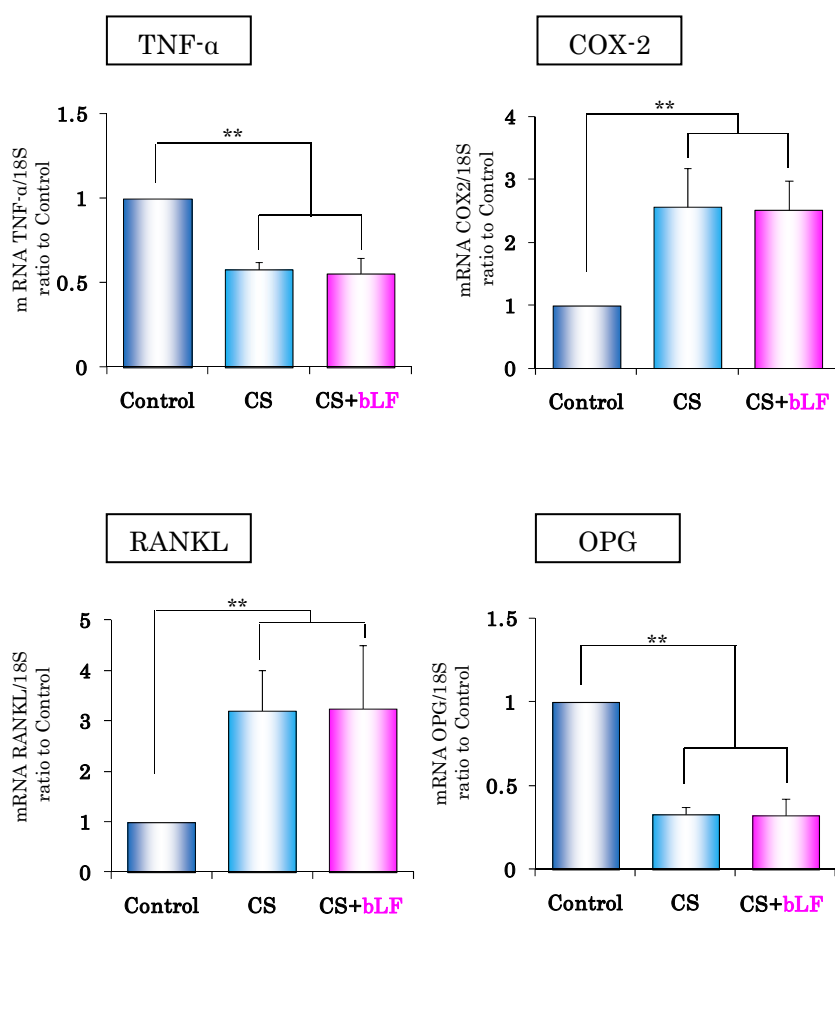 TNF-α
1.5
1
0.5
0
m RNA TNF-α/18S
ratio to Control
**
Control CS CS+bLF
COX-2
4
3
2
1
0
mRNA COX2/18S
ratio to Control
**
Control CS CS+bLF
RANKL
5
4
3
2
1
0
mRNA RANKL/18S
ratio to Control
**
Control CS CS+bLF
OPG
1.5
1
0.5
0
mRNA OPG/18S
ratio to Control
**
Control CS CS+bLF